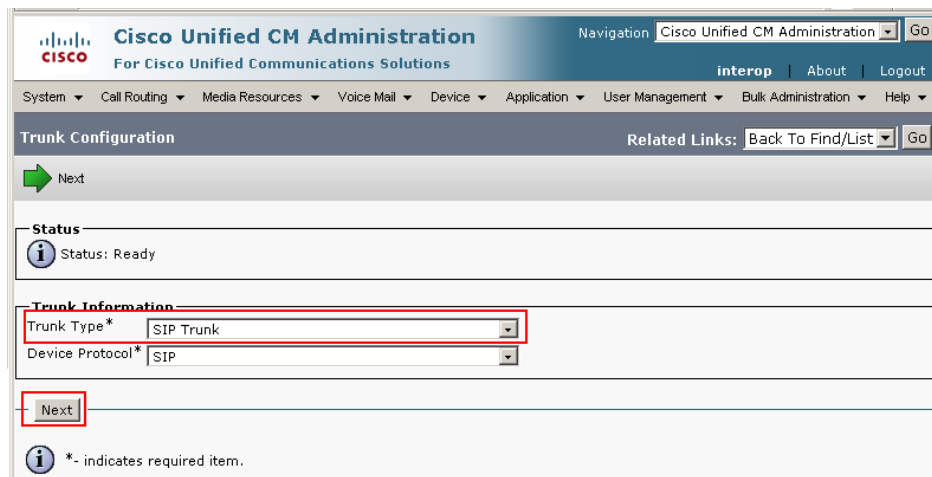 Cisco Unified CM Administration
Navigation Cisco Unified CM Administration Go
CISCO
For Cisco Unified Communications Solutions
interop About Logout
System Call Routing Media Resources Voice Mail Device Application User Management Bulk Administration Help
Trunk Configuration
Related Links: Back To Find/List Go
Next
Status
Status: Ready
Trunk Information
Trunk Type* SIP Trunk
Device Protocol* SIP
Next
*- indicates required item.